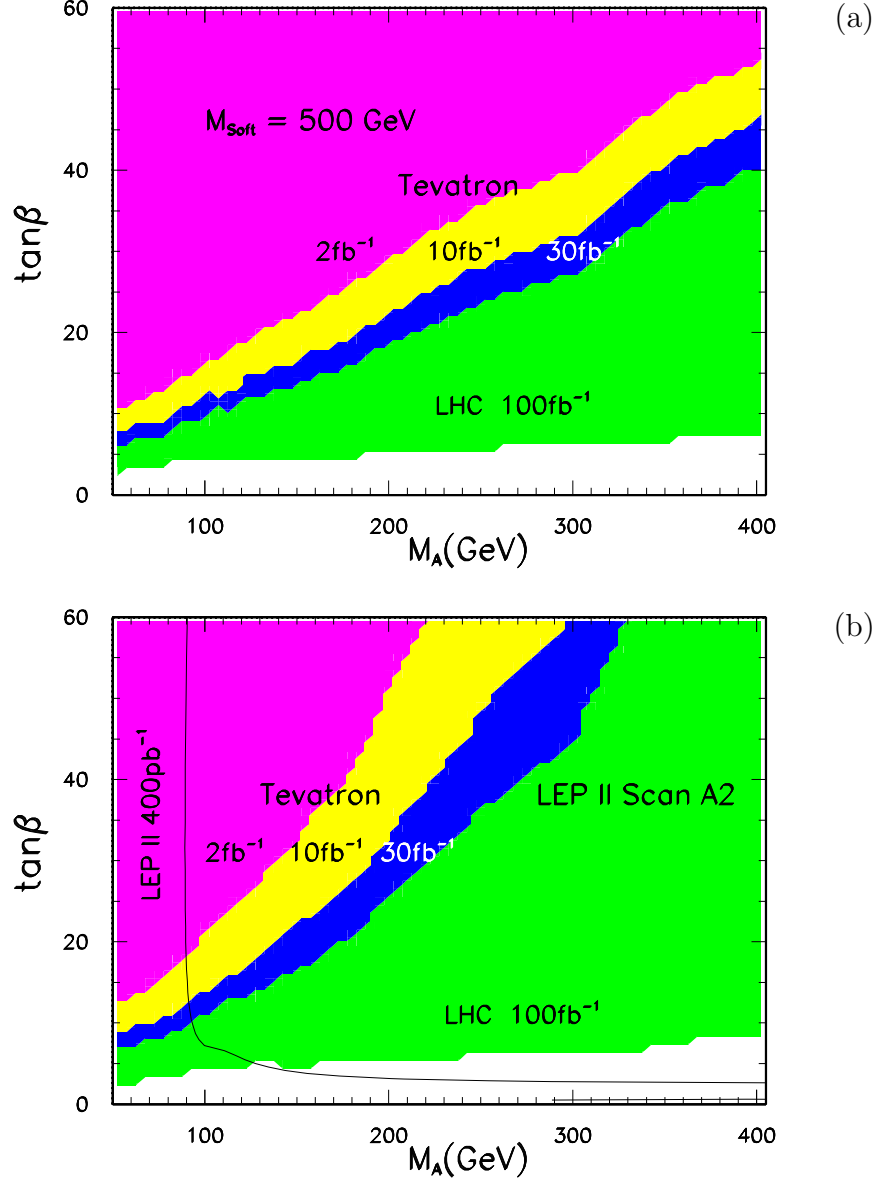 (a)
60
M_Soft = 500 GeV
40
Tevatron
2fb⁻¹ 10fb⁻¹ 30fb⁻¹
tanβ
20
LHC 100fb⁻¹
0
100 200 300 400
M_A(GeV)
(b)
60
LEP II 400pb⁻¹
40
Tevatron LEP II Scan A2
2fb⁻¹ 10fb⁻¹ 30fb⁻¹
tanβ
20
LHC 100fb⁻¹
0
100 200 300 400
M_A(GeV)